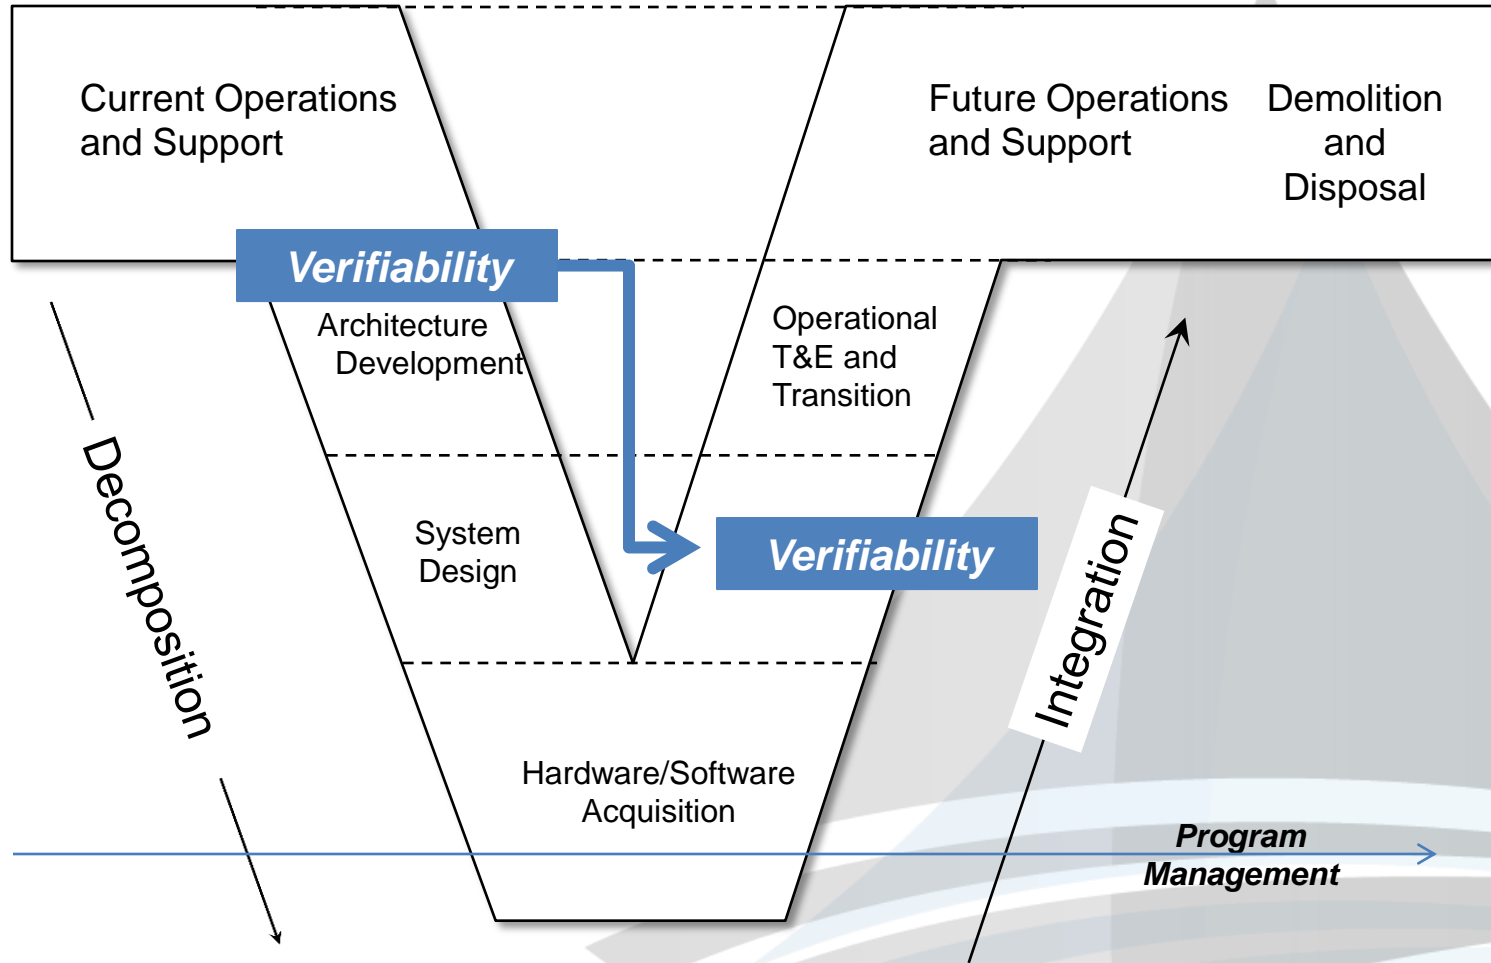 Current Operations
and Support
Future Operations
and Support
Demolition
and
Disposal
Verifiability
Architecture
Development
Operational
T&E and
Transition
Decomposition
System
Design
Verifiability
Integration
Hardware/Software
Acquisition
Program
Management